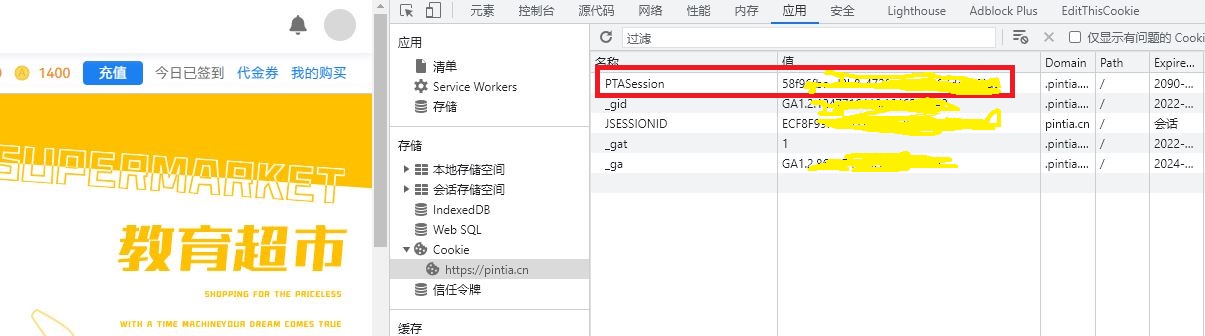 元素 控制台 源代码 网络 性能 内存 应用 安全 Lighthouse Adblock Plus EditThisCookie
应用
清单
Service Workers
存储
存储
本地存储空间
会话存储空间
IndexedDB
Web SQL
Cookie
https://pintia.cn
信任令牌
缓存
过滤
仅显示有问题的 Cooki
名称 值 Domain Path Expire...
PTASession .pintia.... / 2090-...
_gid GA1.2. .pintia.... / 2022-...
JSESSIONID ECF8F9 pintia.cn / 会话
_gat 1 .pintia.... / 2022-...
_ga GA1.2. .pintia.... / 2024-...
1400 充值 今日已签到 代金券 我的购买
SUPERMARKET
教育超市
SHOPPING FOR THE PRICELESS
WITH A TIME MACHINEYOUR DREAM COMES TRUE